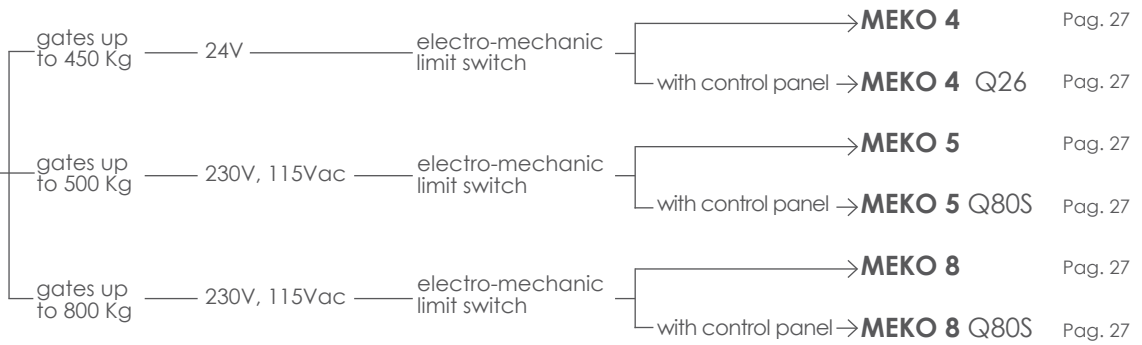 MEKO 4 Pag. 27
gates up
to 450 Kg
24V
electro-mechanic
limit switch
with control panel MEKO 4 Q26 Pag. 27
MEKO 5 Pag. 27
gates up
to 500 Kg
230V, 115Vac
electro-mechanic
limit switch
with control panel MEKO 5 Q80S Pag. 27
MEKO 8 Pag. 27
gates up
to 800 Kg
230V, 115Vac
electro-mechanic
limit switch
with control panel MEKO 8 Q80S Pag. 27